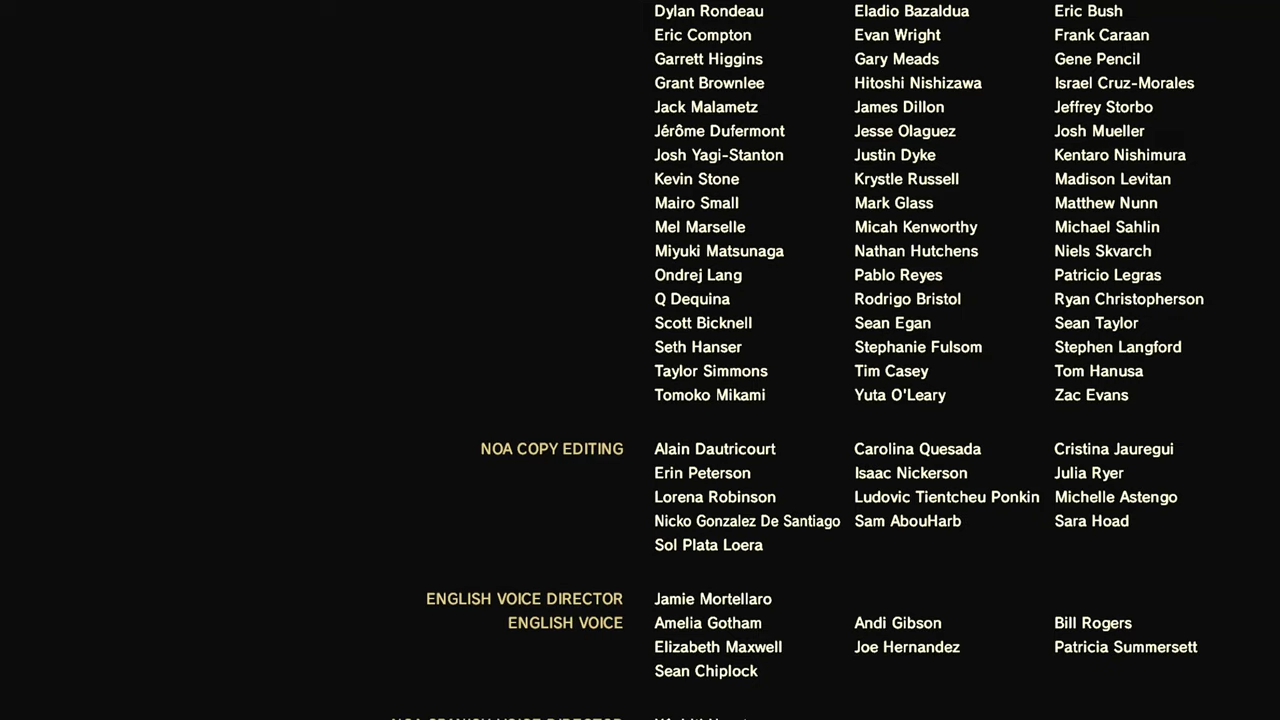 Dylan Rondeau Eladio Bazaldua Eric Bush
Eric Compton Evan Wright Frank Caraan
Garrett Higgins Gary Meads Gene Pencil
Grant Brownlee Hitoshi Nishizawa Israel Cruz-Morales
Jack Malametz James Dillon Jeffrey Storbo
Jérôme Dufermont Jesse Olaguez Josh Mueller
Josh Yagi-Stanton Justin Dyke Kentaro Nishimura
Kevin Stone Krystle Russell Madison Levitan
Mairo Small Mark Glass Matthew Nunn
Mel Marselle Micah Kenworthy Michael Sahlin
Miyuki Matsunaga Nathan Hutchens Niels Skvarch
Ondrej Lang Pablo Reyes Patricio Legras
Q Dequina Rodrigo Bristol Ryan Christopherson
Scott Bicknell Sean Egan Sean Taylor
Seth Hanser Stephanie Fulsom Stephen Langford
Taylor Simmons Tim Casey Tom Hanusa
Tomoko Mikami Yuta O'Leary Zac Evans
NOA COPY EDITING Alain Dautricourt Carolina Quesada Cristina Jauregui
Erin Peterson Isaac Nickerson Julia Ryer
Lorena Robinson Ludovic Tientcheu Ponkin Michelle Astengo
Nicko Gonzalez De Santiago Sam AbouHarb Sara Hoad
Sol Plata Loera
ENGLISH VOICE DIRECTOR Jamie Mortellaro
ENGLISH VOICE Amelia Gotham Andi Gibson Bill Rogers
Elizabeth Maxwell Joe Hernandez Patricia Summersett
Sean Chiplock
NOA SPANISH VOICE DIRECTOR